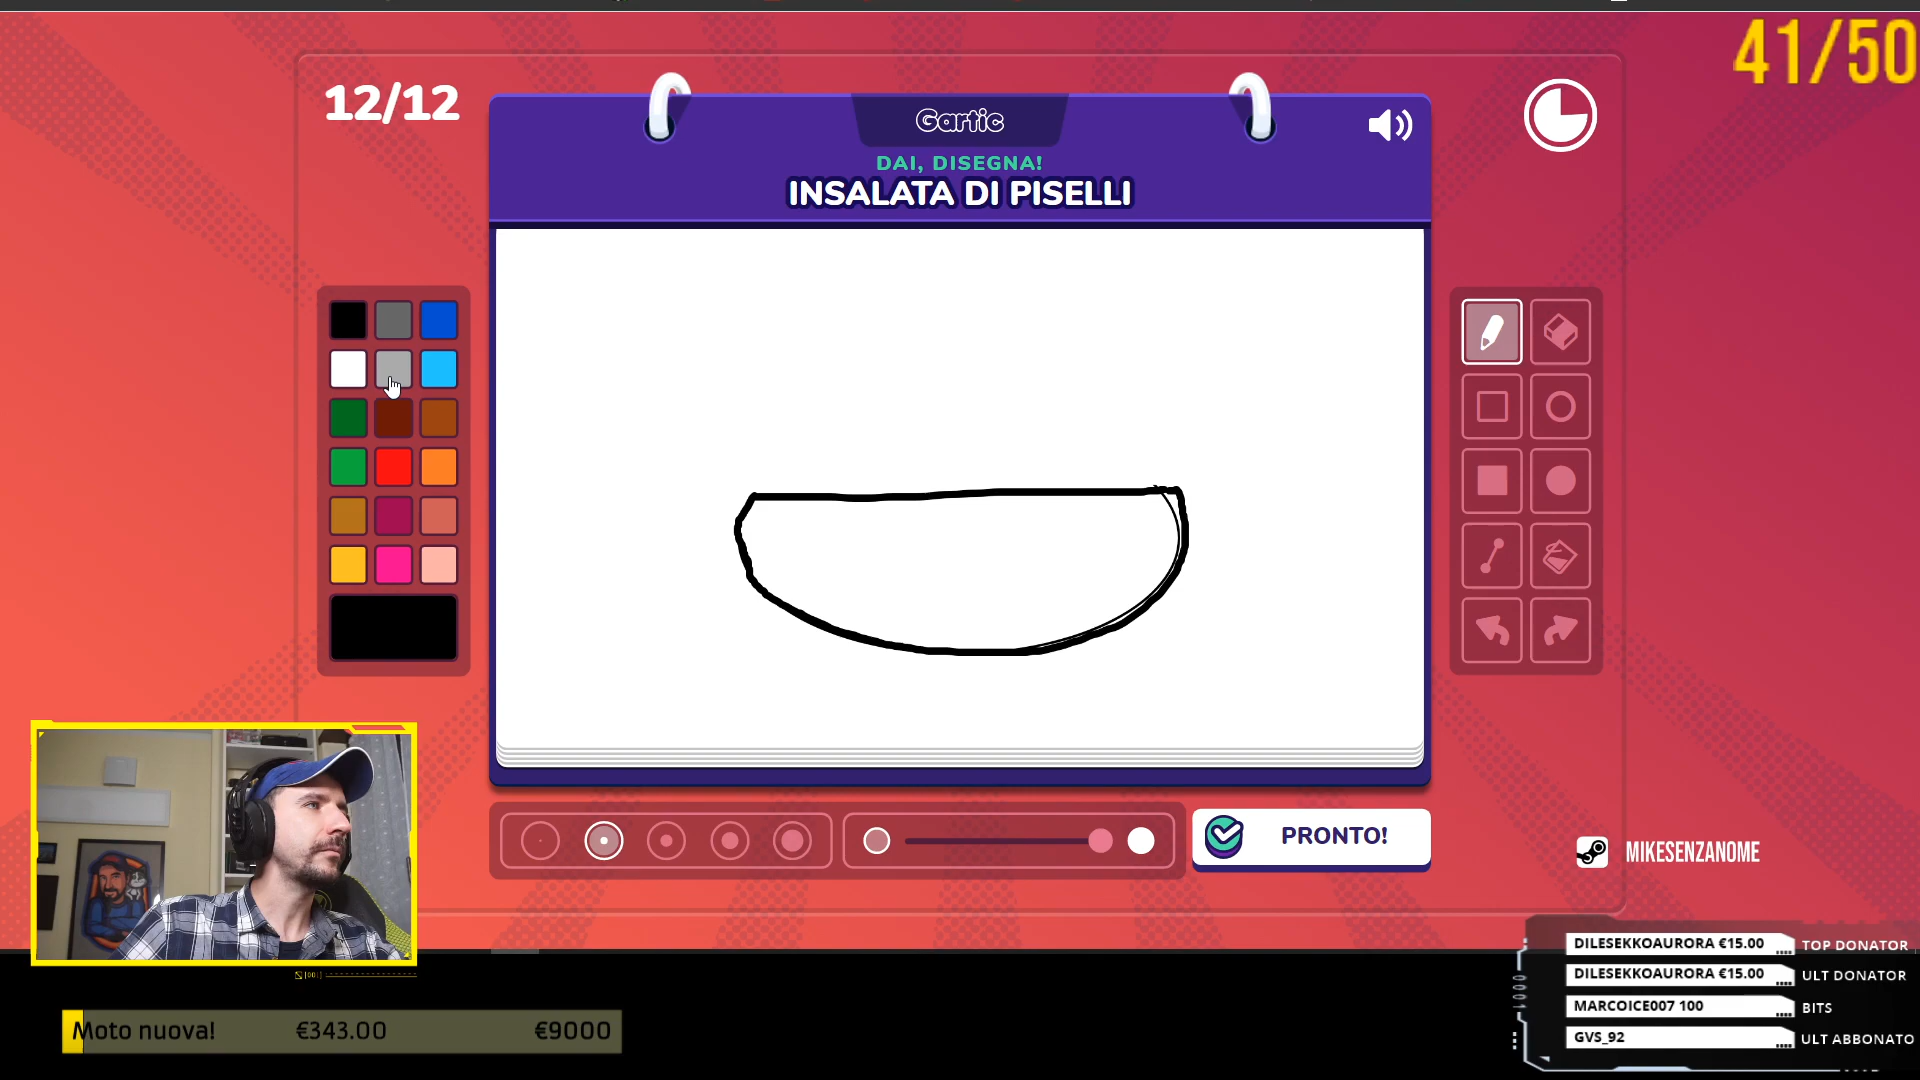 41/50
12/12
Gartic
DAI, DISEGNA!
INSALATA DI PISELLI
PRONTO!
MIKESENZANOME
DILESEKKOAURORA €15.00 TOP DONATOR
DILESEKKOAURORA €15.00 ULT DONATOR
MARCOICE007 100 BITS
GVS_92 ULT ABBONATO
Moto nuova! €343.00 €9000